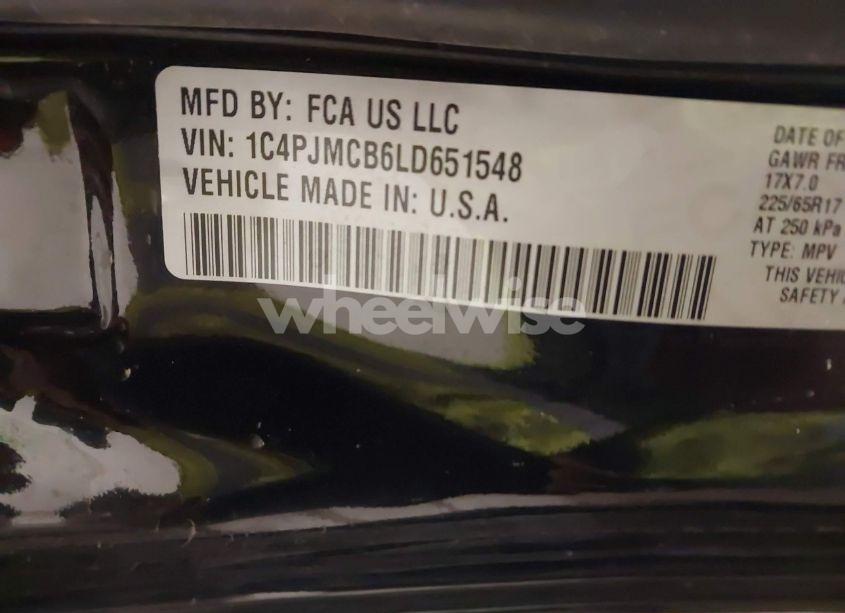 MFD BY: FCA US LLC
VIN: 1C4PJMCB6LD651548
VEHICLE MADE IN: U.S.A.
DATE OF
GAWR FR
17X7.0
225/65R17
AT 250 kPa
TYPE: MPV
THIS VEHIC
SAFETY
wheelwise